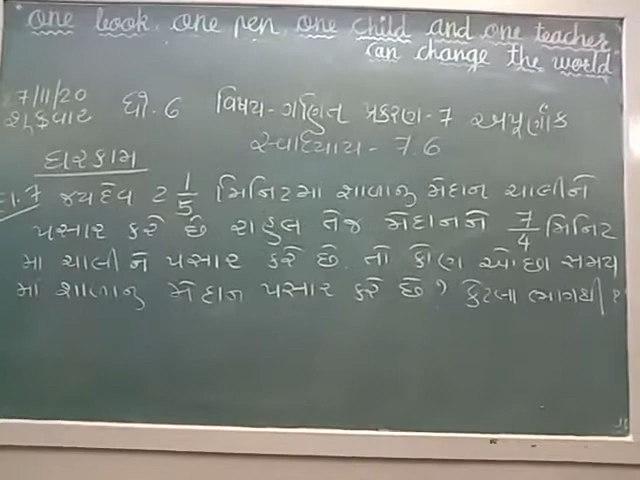 "One book, one pen, one child and one teacher
can change the world"
27/11/20 ધો. 6 વિષય - ગણિત પ્રકરણ - 7 અપૂર્ણાંક
શુક્રવાર સ્વાધ્યાય - 7.6
ઘરકામ
દા. 7 જયદેવ 2 1/5 મિનિટમાં શાળાનું મેદાન ચાલીને
પસાર કરે છે રાહુલ તેજ મેદાનને 7/4 મિનિટ
માં ચાલીને પસાર કરે છે. તો કોણ ઓછા સમય
માં શાળાનું મેદાન પસાર કરે છે? કેટલા ભાગથી?